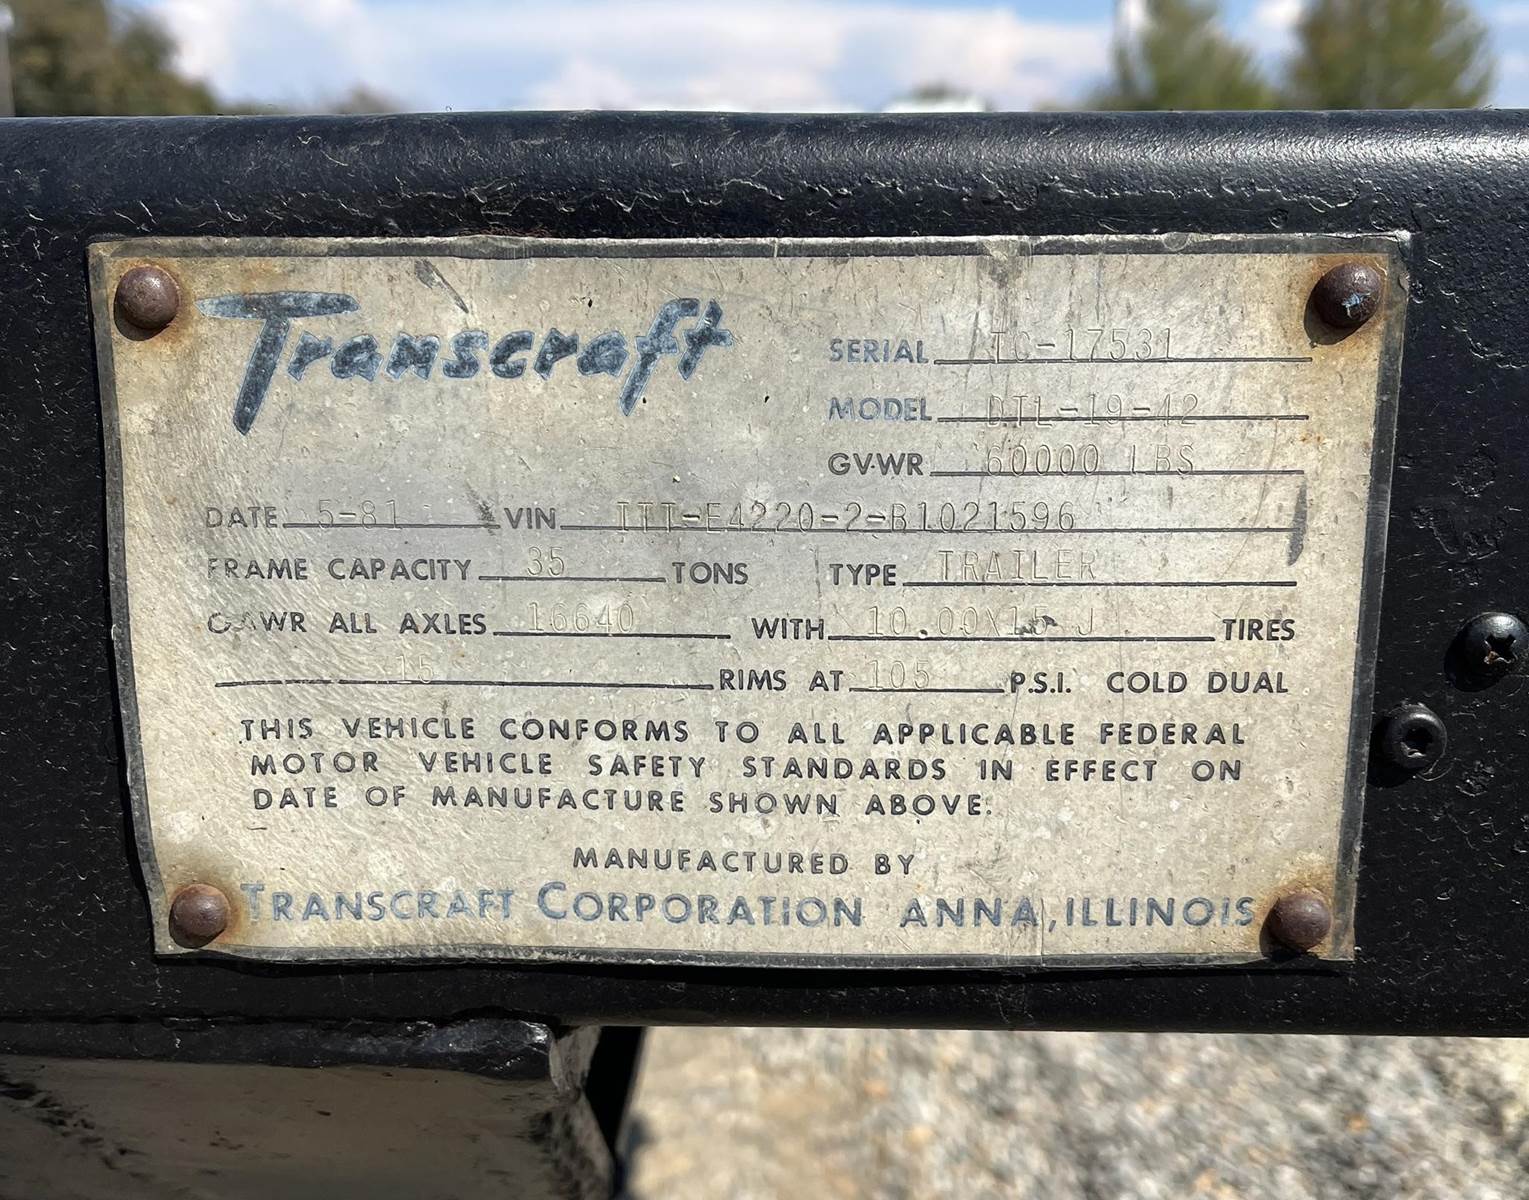 Transcraft
SERIAL TC-17531
MODEL DTL-19-42
GVWR 60000 LBS
DATE 5-81 VIN ITT-E4220-2-B1021596
FRAME CAPACITY 35 TONS TYPE TRAILER
GAWR ALL AXLES 16640 WITH 10.00X15 J TIRES
15 RIMS AT 105 P.S.I. COLD DUAL
THIS VEHICLE CONFORMS TO ALL APPLICABLE FEDERAL
MOTOR VEHICLE SAFETY STANDARDS IN EFFECT ON
DATE OF MANUFACTURE SHOWN ABOVE.
MANUFACTURED BY
TRANSCRAFT CORPORATION ANNA, ILLINOIS